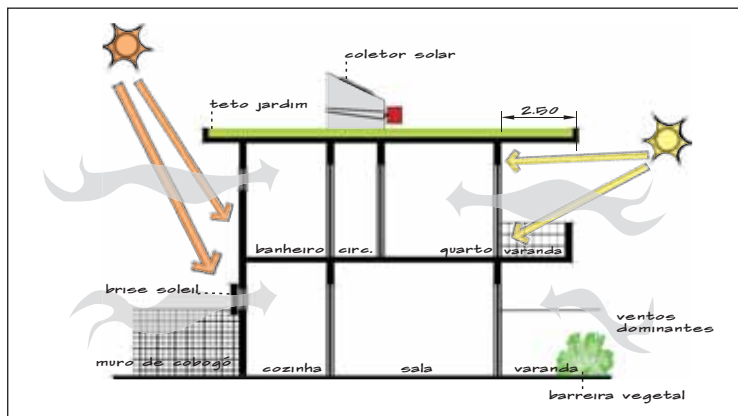 coletor solar
teto jardim
2.50
banheiro
circ.
quarto
varanda
brise soleil
ventos
dominantes
muro de cobogó
cozinha
sala
varanda
barreira vegetal